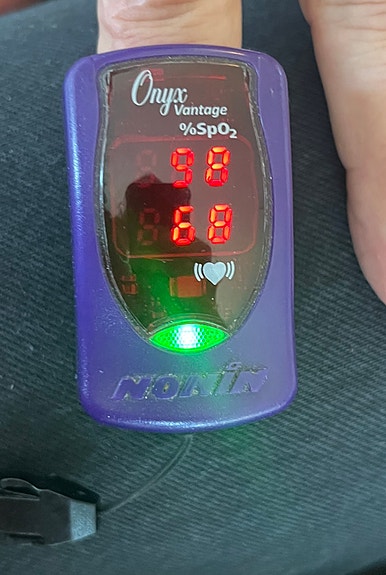 Onyx
Vantage
%SpO₂
98
68
NONIN